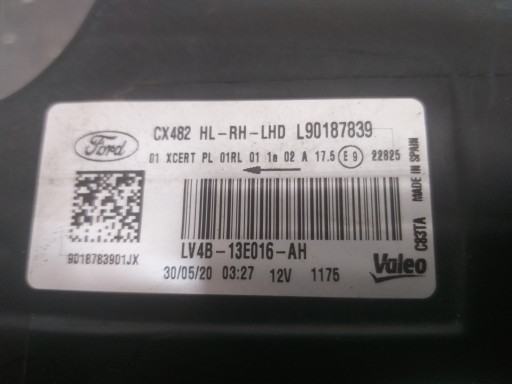 Ford
CX482 HL-RH-LHD L90187839
01 XCERT PL 01RL 01 1a 02 A 17.5 E9 22825
9018783901JX
LV4B-13E016-AH
30/05/20 03:27 12V 1175
Valeo
C83TA
MADE IN SPAIN